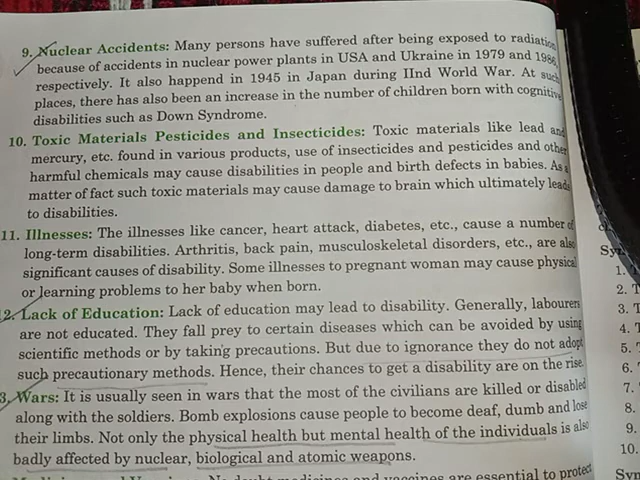 9. Nuclear Accidents: Many persons have suffered after being exposed to radiation
because of accidents in nuclear power plants in USA and Ukraine in 1979 and 1986,
respectively. It also happend in 1945 in Japan during IInd World War. At such
places, there has also been an increase in the number of children born with cognitive
disabilities such as Down Syndrome.
10. Toxic Materials Pesticides and Insecticides: Toxic materials like lead and
mercury, etc. found in various products, use of insecticides and pesticides and other
harmful chemicals may cause disabilities in people and birth defects in babies. As a
matter of fact such toxic materials may cause damage to brain which ultimately leads
to disabilities.
11. Illnesses: The illnesses like cancer, heart attack, diabetes, etc., cause a number of
long-term disabilities. Arthritis, back pain, musculoskeletal disorders, etc., are also
significant causes of disability. Some illnesses to pregnant woman may cause physical
or learning problems to her baby when born.
2. Lack of Education: Lack of education may lead to disability. Generally, labourers
are not educated. They fall prey to certain diseases which can be avoided by using
scientific methods or by taking precautions. But due to ignorance they do not adopt
such precautionary methods. Hence, their chances to get a disability are on the rise.
3. Wars: It is usually seen in wars that the most of the civilians are killed or disabled
along with the soldiers. Bomb explosions cause people to become deaf, dumb and lose
their limbs. Not only the physical health but mental health of the individuals is also
badly affected by nuclear, biological and atomic weapons.
No doubt medicines and vaccines are essential to protect
1.
2. T
3. T
4. T
5.
6.
7.
8.
9.
10.
Syn